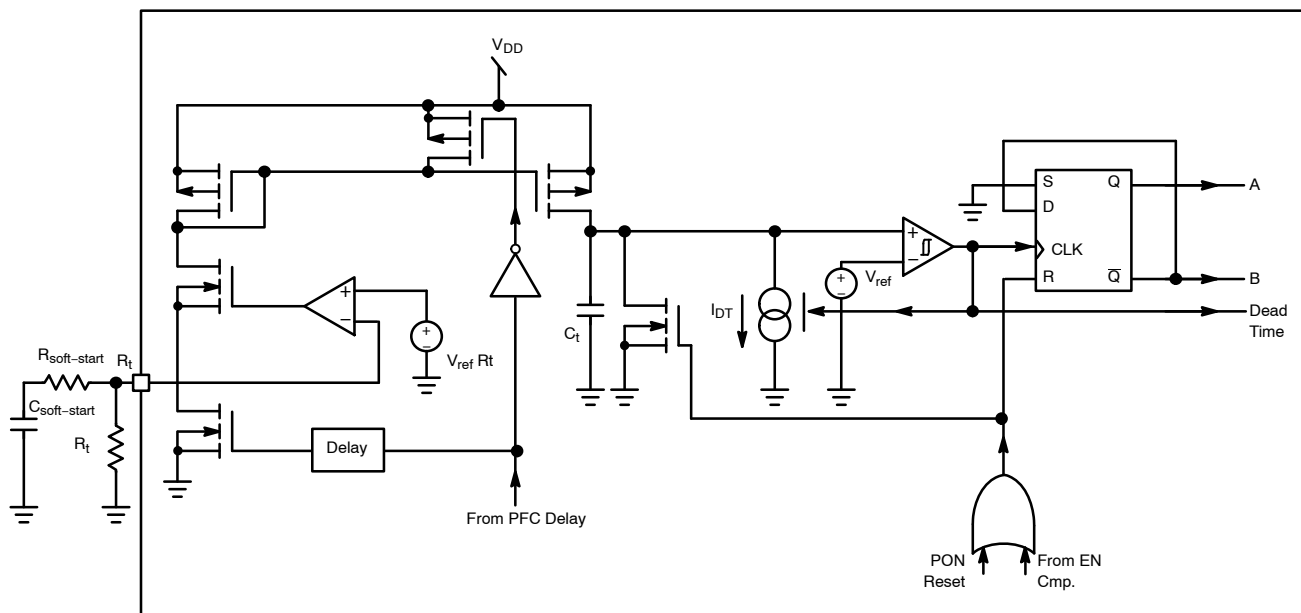 VDD
S
Q
A
D
CLK
Vref
R
Q
B
IDT
Dead
Time
Ct
Rsoft−start
Rt
Vref Rt
Csoft−start
Rt
Delay
From PFC Delay
PON
Reset
From EN
Cmp.